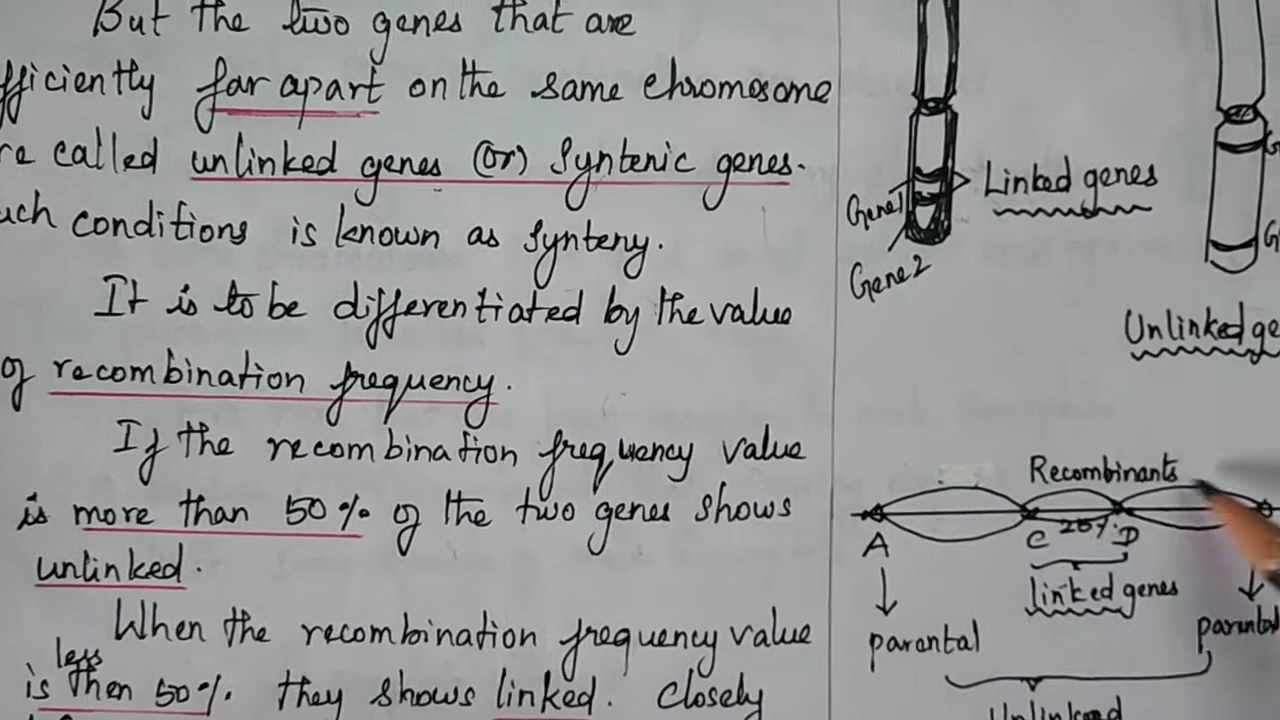 But the two genes that are
fficiently far apart on the same chromosome
re called unlinked genes (or) Syntenic genes.
uch conditions is known as Synteny.
It is to be differentiated by the value
of recombination frequency.
If the recombination frequency value
is more than 50% of the two genes shows
unlinked.
When the recombination frequency value
less
is then 50% they shows linked. Closely
Gene1
Gene2
Linked genes
G
G
Unlinked ge
Recombinants
A
C
D
linked genes
parental
parental
Unlinked